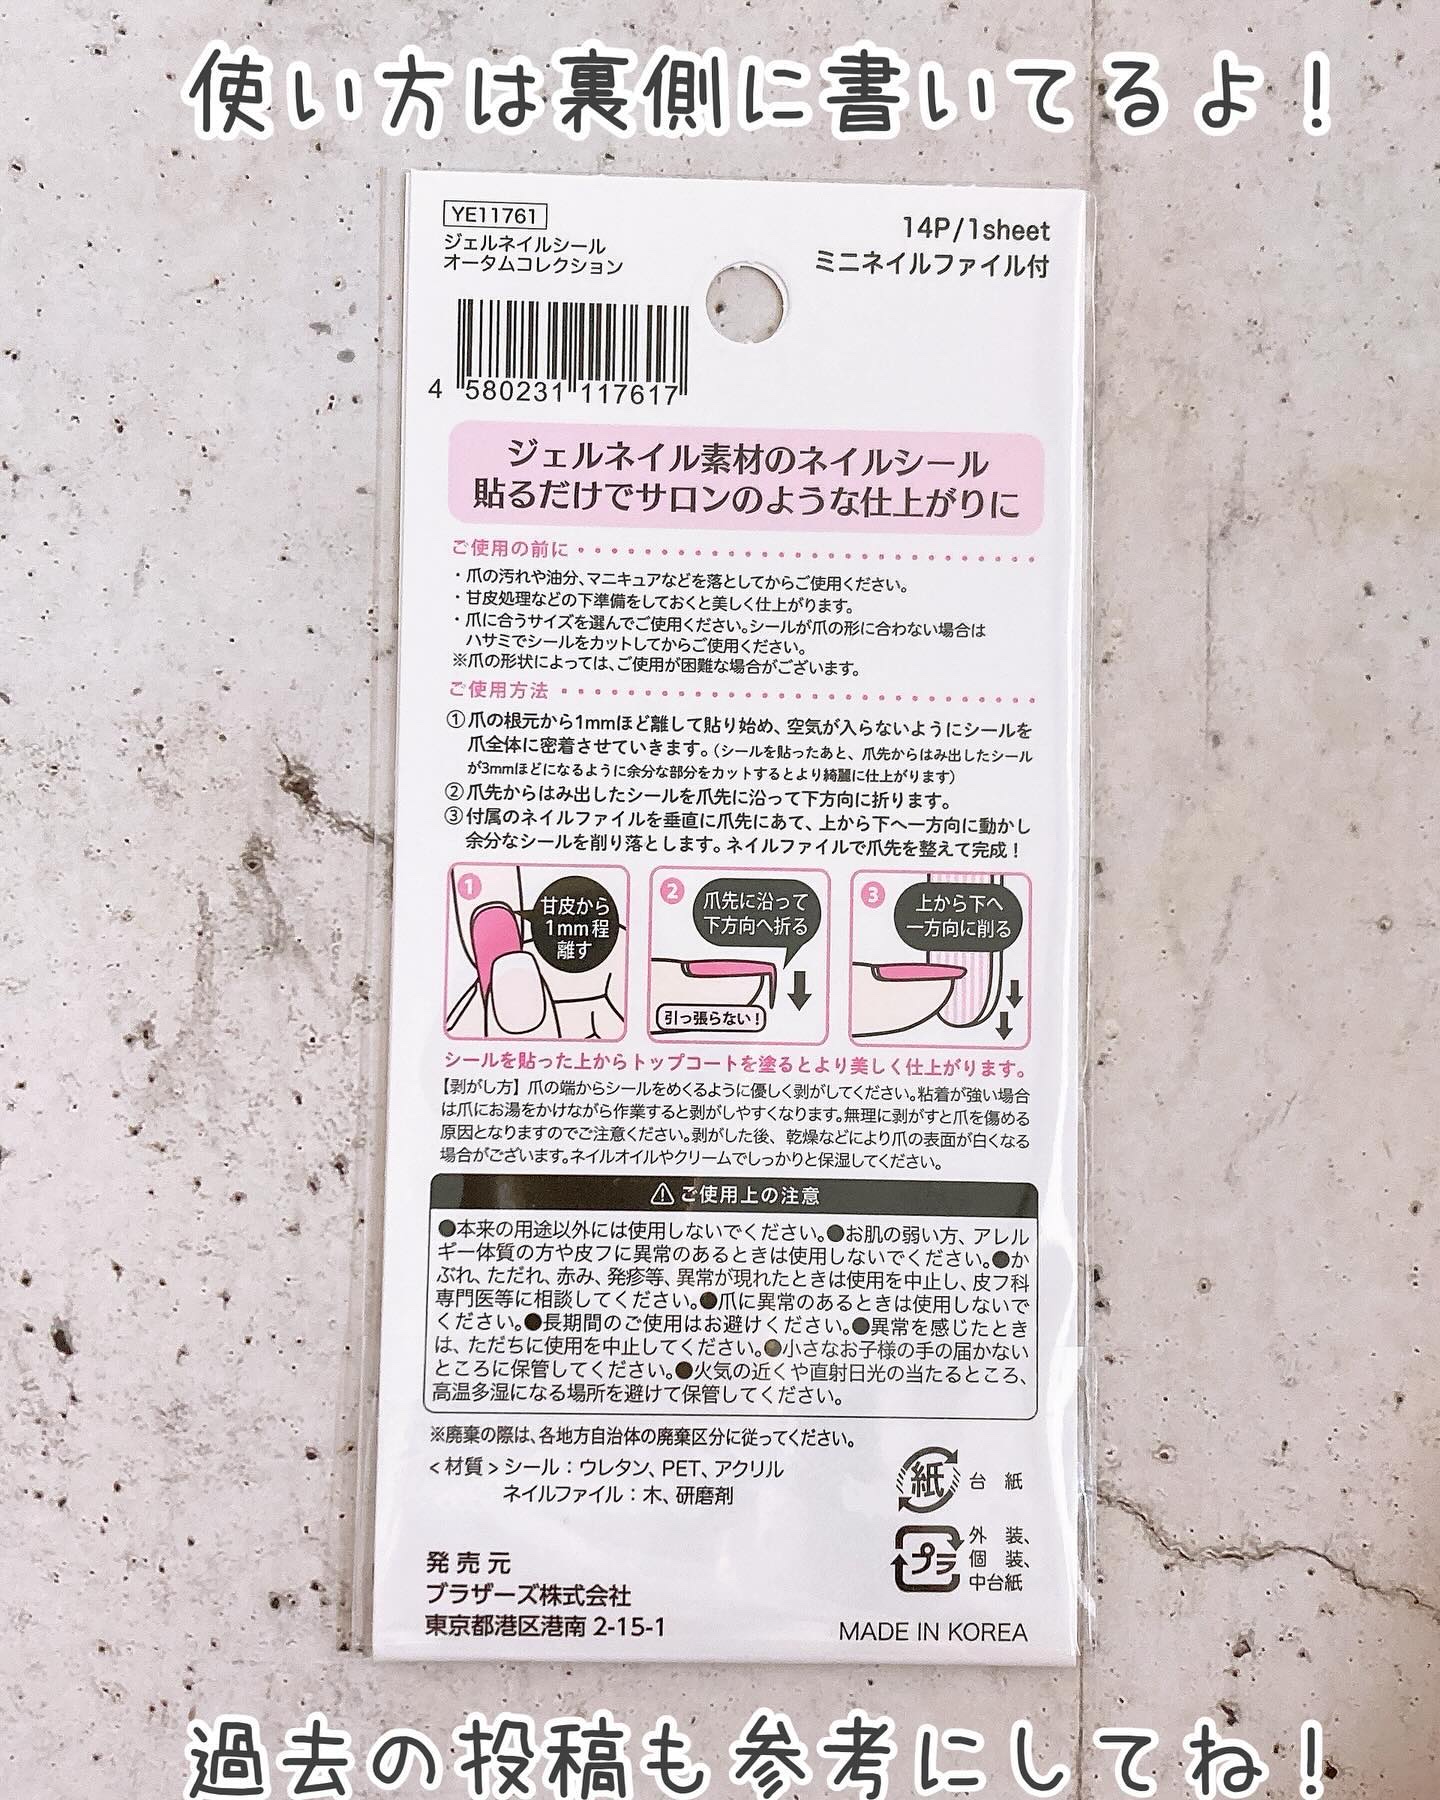 使い方は裏側に書いてるよ！
YE11761
ジェルネイルシール
オータムコレクション
14P/1sheet
ミニネイルファイル付
4 580231 117617
ジェルネイル素材のネイルシール
貼るだけでサロンのような仕上がりに
ご使用の前に
・爪の汚れや油分、マニキュアなどを落としてからご使用ください。
・甘皮処理などの下準備をしておくと美しく仕上がります。
・爪に合うサイズを選んでご使用ください。シールが爪の形に合わない場合は
ハサミでシールをカットしてからご使用ください。
※爪の形状によっては、ご使用が困難な場合がございます。
ご使用方法
①爪の根元から1mmほど離して貼り始め、空気が入らないようにシールを
爪全体に密着させていきます。（シールを貼ったあと、爪先からはみ出したシール
が3mmほどになるように余分な部分をカットするとより綺麗に仕上がります）
②爪先からはみ出したシールを爪先に沿って下方向に折ります。
③付属のネイルファイルを垂直に爪先にあて、上から下へ一方向に動かし
余分なシールを削り落とします。ネイルファイルで爪先を整えて完成！
1
甘皮から
1mm程
離す
2
爪先に沿って
下方向へ折る
引っ張らない！
3
上から下へ
一方向に削る
シールを貼った上からトップコートを塗るとより美しく仕上がります。
【剥がし方】爪の端からシールをめくるように優しく剥がしてください。粘着が強い場合
は爪にお湯をかけながら作業すると剥がしやすくなります。無理に剥がすと爪を傷める
原因となりますのでご注意ください。剥がした後、乾燥などにより爪の表面が白くなる
場合がございます。ネイルオイルやクリームでしっかりと保湿してください。
⚠ご使用上の注意
●本来の用途以外には使用しないでください。●お肌の弱い方、アレル
ギー体質の方や皮フに異常のあるときは使用しないでください。●か
ぶれ、ただれ、赤み、発疹等、異常が現れたときは使用を中止し、皮フ科
専門医等に相談してください。●爪に異常のあるときは使用しないで
ください。●長期間のご使用はお避けください。●異常を感じたとき
は、ただちに使用を中止してください。●小さなお子様の手の届かない
ところに保管してください。●火気の近くや直射日光の当たるところ、
高温多湿になる場所を避けて保管してください。
※廃棄の際は、各地方自治体の廃棄区分に従ってください。
<材質>シール：ウレタン、PET、アクリル
ネイルファイル：木、研磨剤
紙 台紙
プラ 外装、
個装、
中台紙
発売元
ブラザーズ株式会社
東京都港区港南 2-15-1
MADE IN KOREA
過去の投稿も参考にしてね！